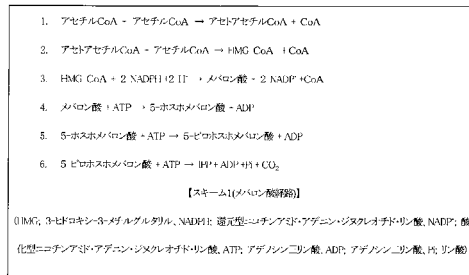 1. アセチルCoA + アセチルCoA → アセトアセチルCoA + CoA
2. アセトアセチルCoA + アセチルCoA → HMG CoA + CoA
3. HMG CoA + 2 NADPH +2 H⁺ → メバロン酸 + 2 NADP⁺ +CoA
4. メバロン酸 + ATP → 5-ホスホメバロン酸 + ADP
5. 5-ホスホメバロン酸 + ATP → 5-ピロホスホメバロン酸 + ADP
6. 5 ピロホスホメバロン酸 + ATP → IPP + ADP +Pi + CO₂
【スキーム1(メバロン酸経路)】
(HMG; 3-ヒドロキシ-3-メチルグルタリル、NADPH; 還元型ニコチンアミド・アデニン・ジヌクレオチド・リン酸、NADP⁺; 酸
化型ニコチンアミド・アデニン・ジヌクレオチド・リン酸、ATP; アデノシン三リン酸、ADP; アデノシン二リン酸、Pi; リン酸)